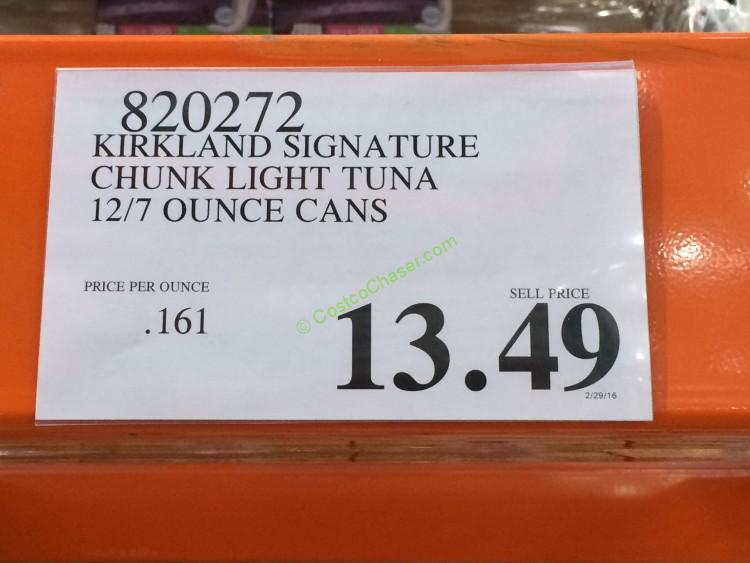 820272
KIRKLAND SIGNATURE
CHUNK LIGHT TUNA
12/7 OUNCE CANS
PRICE PER OUNCE
.161
SELL PRICE
13.49
2/29/16
© CostcoChaser.com